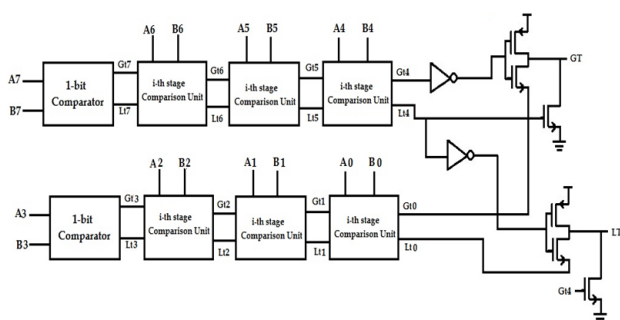 A6 B6 A5 B5 A4 B4
A7 B7
1-bit
Comparator
Gt7 Lt7
i-th stage
Comparison Unit
Gt6 Lt6
i-th stage
Comparison Unit
Gt5 Lt5
i-th stage
Comparison Unit
Gt4 Lt4
GT
A2 B2 A1 B1 A0 B0
A3 B3
1-bit
Comparator
Gt3 Lt3
i-th stage
Comparison Unit
Gt2 Lt2
i-th stage
Comparison Unit
Gt1 Lt1
i-th stage
Comparison Unit
Gt0 Lt0
LT
Gt4